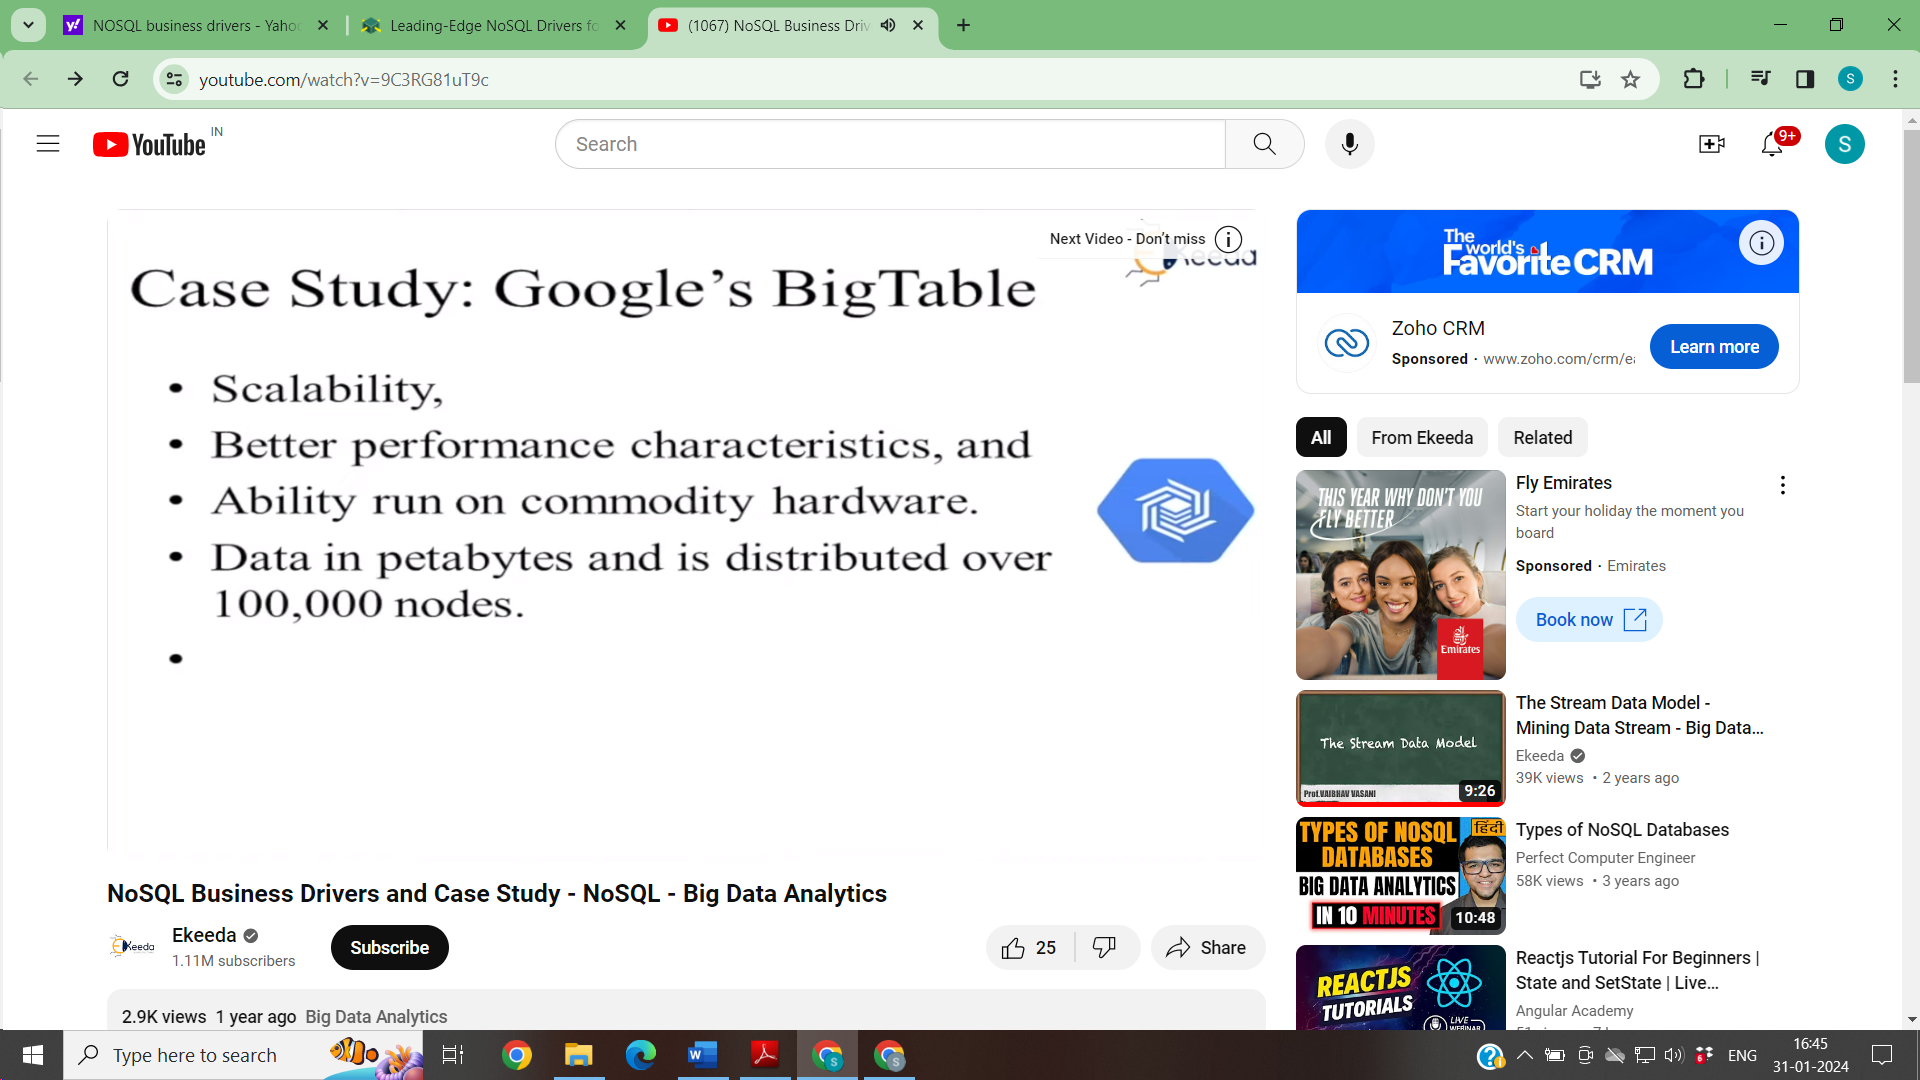 NOSQL business drivers - Yaho
Leading-Edge NoSQL Drivers fo
(1067) NoSQL Business Driv
youtube.com/watch?v=9C3RG81uT9c
S
YouTube IN
Search
9+
S
Next Video - Don't miss
Keeda
Case Study: Google's BigTable
• Scalability,
• Better performance characteristics, and
• Ability run on commodity hardware.
• Data in petabytes and is distributed over
100,000 nodes.
•
NoSQL Business Drivers and Case Study - NoSQL - Big Data Analytics
Keeda
Ekeeda
1.11M subscribers
Subscribe
25
Share
2.9K views 1 year ago Big Data Analytics
The world's
Favorite CRM
Zoho CRM
Sponsored · www.zoho.com/crm/ea
Learn more
All
From Ekeeda
Related
THIS YEAR WHY DON'T YOU
FLY BETTER
Emirates
Fly Emirates
Start your holiday the moment you
board
Sponsored · Emirates
Book now
The Stream Data Model
Prof.VAIBHAV VASANI
9:26
The Stream Data Model -
Mining Data Stream - Big Data...
Ekeeda
39K views • 2 years ago
TYPES OF NOSQL हिंदी
DATABASES
BIG DATA ANALYTICS
IN 10 MINUTES
10:48
Types of NoSQL Databases
Perfect Computer Engineer
58K views • 3 years ago
REACTJS
TUTORIALS
LIVE
WEBINAR
Reactjs Tutorial For Beginners |
State and SetState | Live...
Angular Academy
Type here to search
ENG
16:45
31-01-2024